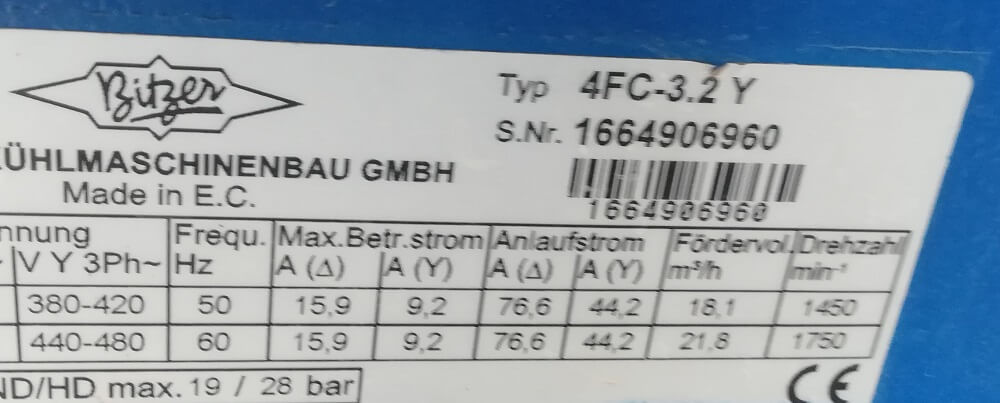 Bitzer
Typ 4FC-3.2 Y
S.Nr. 1664906960
ÜHLMASCHINENBAU GMBH
Made in E.C.
1664906960
nnung Frequ. Max.Betr.strom Anlaufstrom Fördervol. Drehzahl
V Y 3Ph~ Hz A (Δ) A (Y) A (Δ) A (Y) m³/h min⁻¹
380-420 50 15,9 9,2 76,6 44,2 18,1 1450
440-480 60 15,9 9,2 76,6 44,2 21,8 1750
ND/HD max. 19 / 28 bar
CE